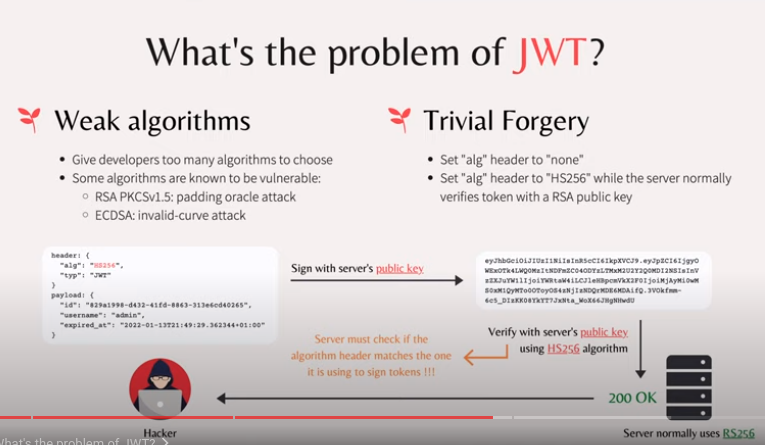 What's the problem of JWT?
Weak algorithms
Give developers too many algorithms to choose
Some algorithms are known to be vulnerable:
RSA PKCSv1.5: padding oracle attack
ECDSA: invalid-curve attack
Trivial Forgery
Set "alg" header to "none"
Set "alg" header to "HS256" while the server normally
verifies token with a RSA public key
header: {
"alg": "HS256",
"typ": "JWT"
}
payload: {
"id": "829a1998-d432-41fd-8863-313e6cd40265",
"username": "admin",
"expired_at": "2022-01-13T21:49:29.362344+01:00"
}
Sign with server's public key
Server must check if the
algorithm header matches the one
it is using to sign tokens !!!
Verify with server's public key
using HS256 algorithm
200 OK
Hacker
Server normally uses RS256
What's the problem of JWT?